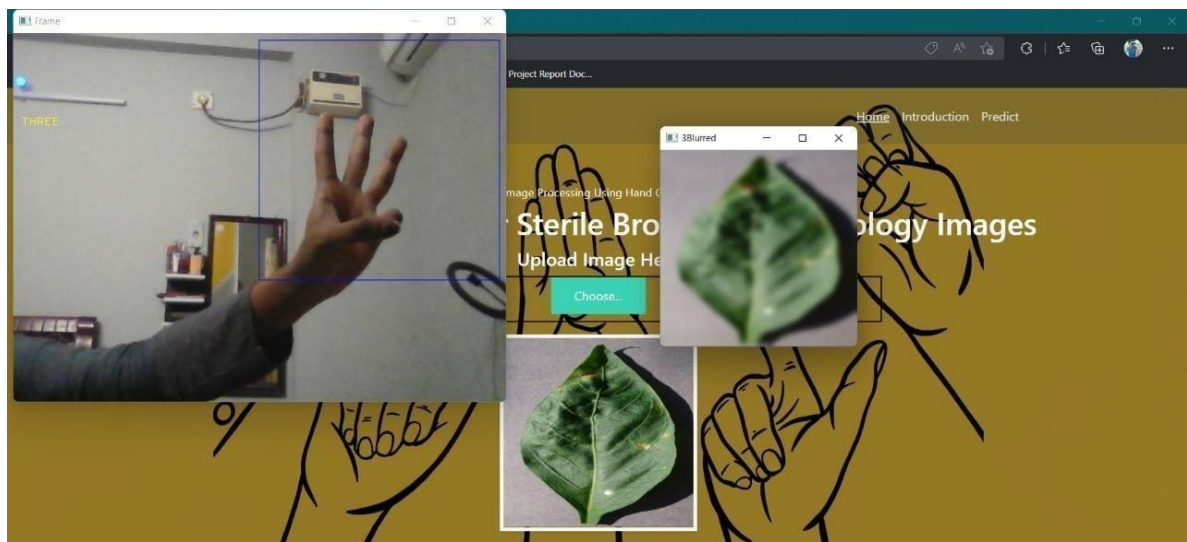 Frame
Project Report Doc...
THREE
Home Introduction Predict
3Blurred
mage Processing Using Hand
Sterile Bro
ology Images
Upload Image He
Choose...